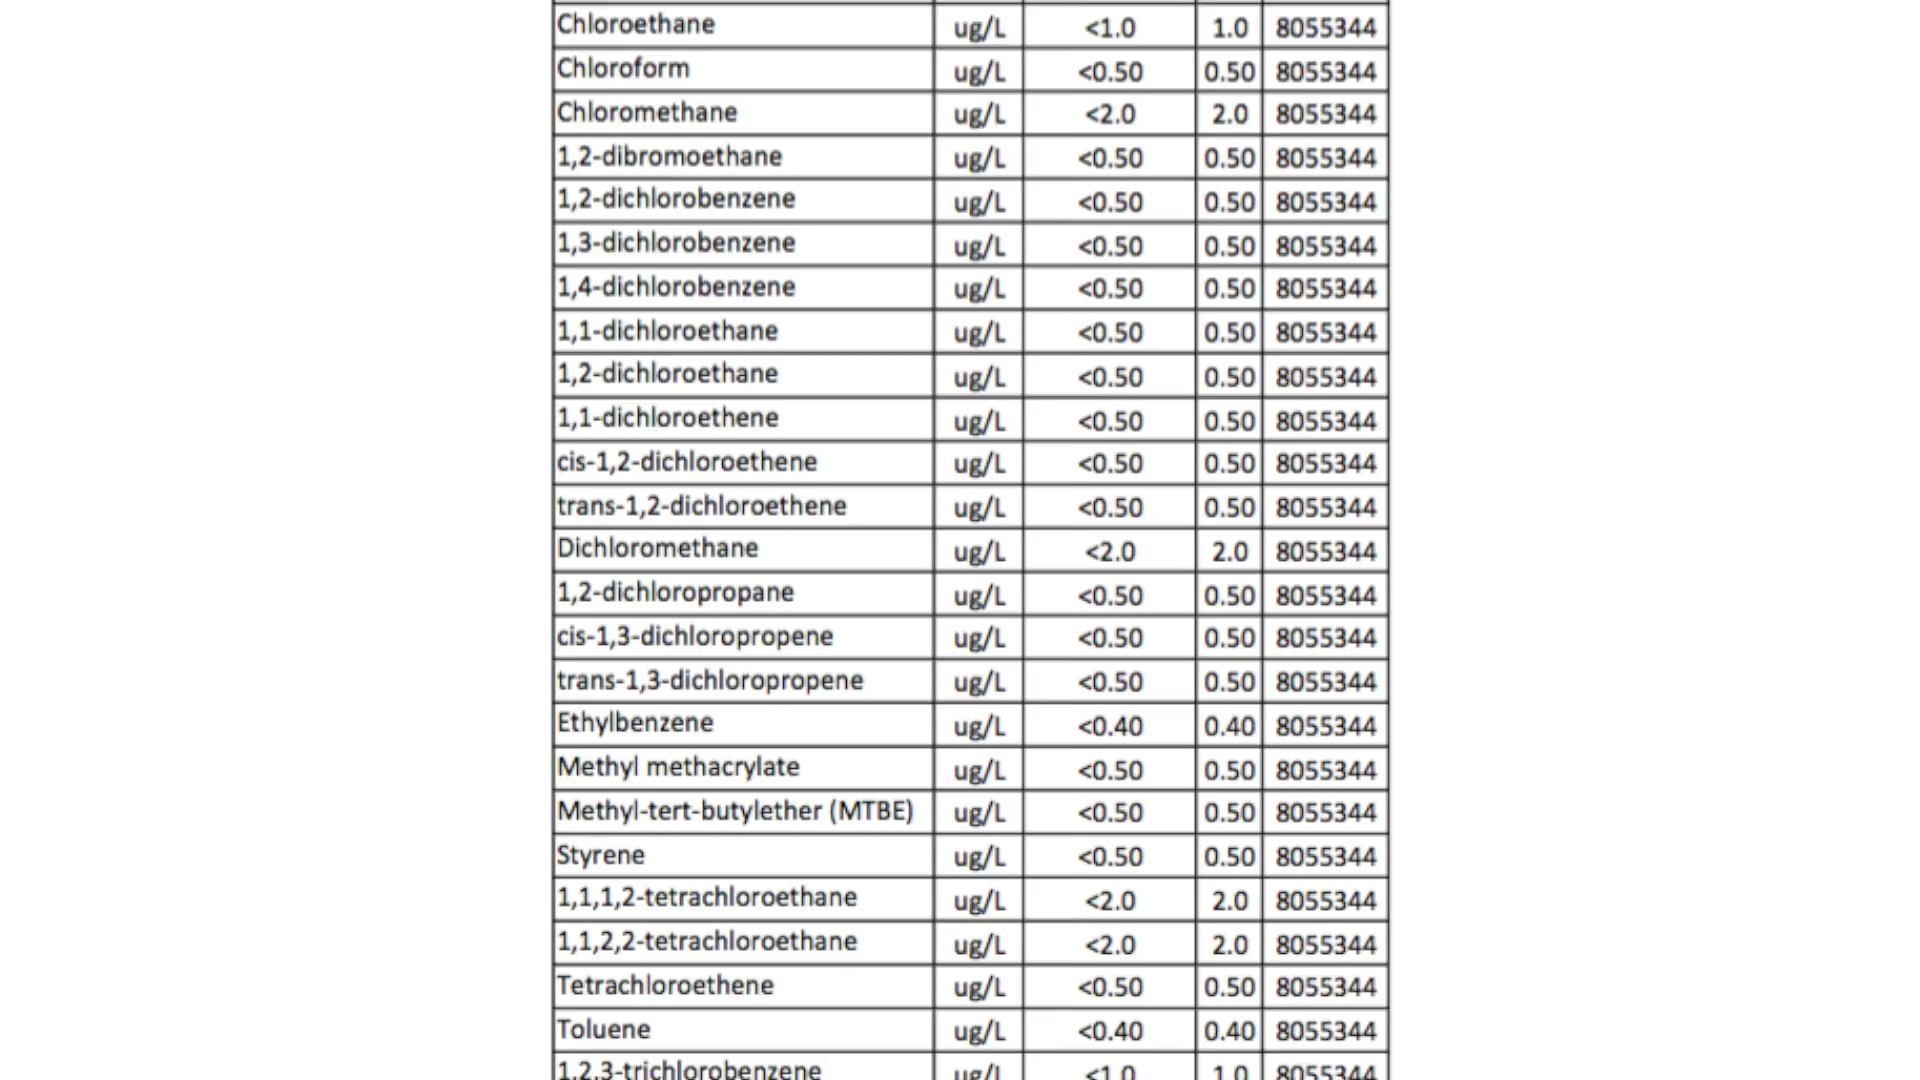 Chloroethane ug/L <1.0 1.0 8055344
Chloroform ug/L <0.50 0.50 8055344
Chloromethane ug/L <2.0 2.0 8055344
1,2-dibromoethane ug/L <0.50 0.50 8055344
1,2-dichlorobenzene ug/L <0.50 0.50 8055344
1,3-dichlorobenzene ug/L <0.50 0.50 8055344
1,4-dichlorobenzene ug/L <0.50 0.50 8055344
1,1-dichloroethane ug/L <0.50 0.50 8055344
1,2-dichloroethane ug/L <0.50 0.50 8055344
1,1-dichloroethene ug/L <0.50 0.50 8055344
cis-1,2-dichloroethene ug/L <0.50 0.50 8055344
trans-1,2-dichloroethene ug/L <0.50 0.50 8055344
Dichloromethane ug/L <2.0 2.0 8055344
1,2-dichloropropane ug/L <0.50 0.50 8055344
cis-1,3-dichloropropene ug/L <0.50 0.50 8055344
trans-1,3-dichloropropene ug/L <0.50 0.50 8055344
Ethylbenzene ug/L <0.40 0.40 8055344
Methyl methacrylate ug/L <0.50 0.50 8055344
Methyl-tert-butylether (MTBE) ug/L <0.50 0.50 8055344
Styrene ug/L <0.50 0.50 8055344
1,1,1,2-tetrachloroethane ug/L <2.0 2.0 8055344
1,1,2,2-tetrachloroethane ug/L <2.0 2.0 8055344
Tetrachloroethene ug/L <0.50 0.50 8055344
Toluene ug/L <0.40 0.40 8055344
1,2,3-trichlorobenzene ug/L <1.0 1.0 8055344